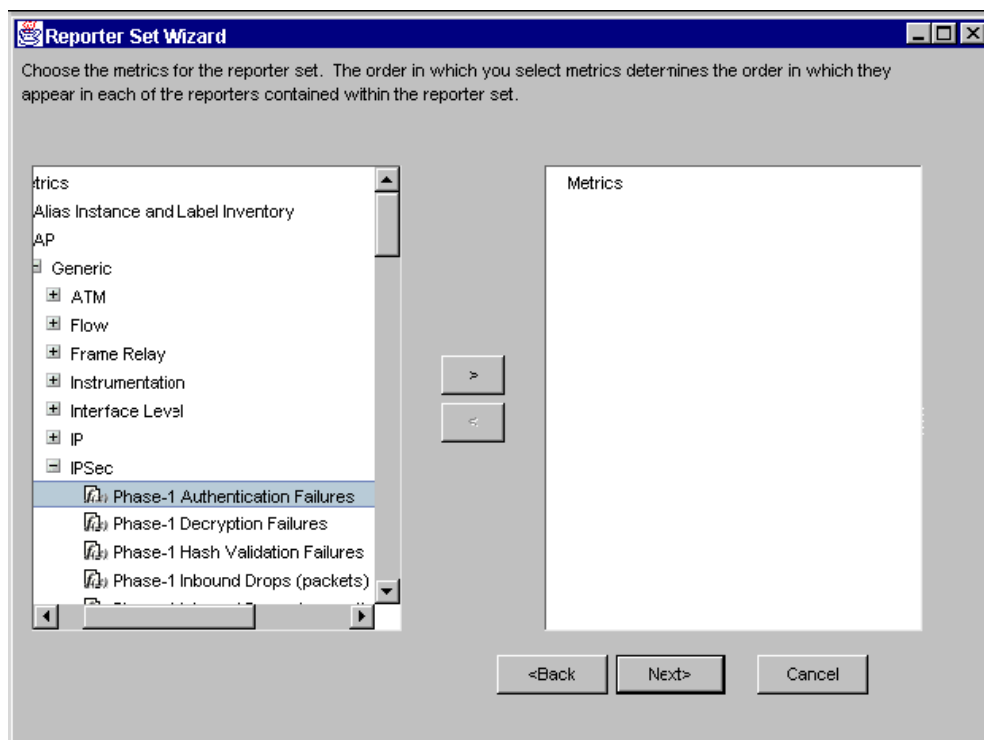 Reporter Set Wizard
Choose the metrics for the reporter set. The order in which you select metrics determines the order in which they
appear in each of the reporters contained within the reporter set.
trics
Alias Instance and Label Inventory
AP
Generic
ATM
Flow
Frame Relay
Instrumentation
Interface Level
IP
IPSec
Phase-1 Authentication Failures
Phase-1 Decryption Failures
Phase-1 Hash Validation Failures
Phase-1 Inbound Drops (packets)
>
<
Metrics
<Back
Next>
Cancel